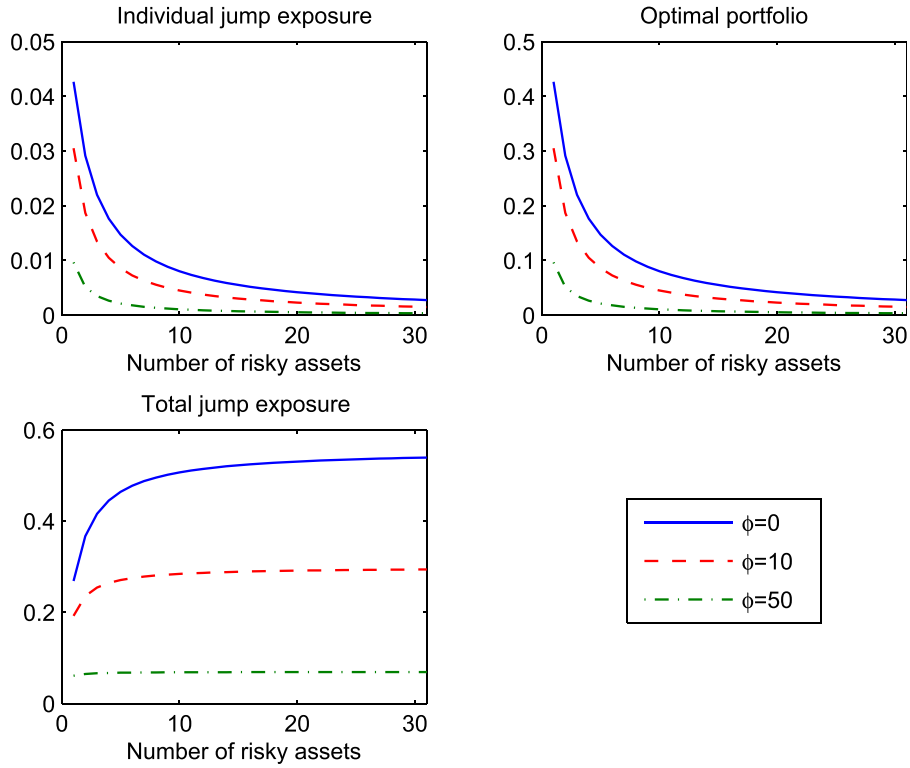 Individual jump exposure
0.05
0.04
0.03
0.02
0.01
0
0 10 20 30
Number of risky assets
Optimal portfolio
0.5
0.4
0.3
0.2
0.1
0
0 10 20 30
Number of risky assets
Total jump exposure
0.6
0.4
0.2
0
0 10 20 30
Number of risky assets
ϕ=0
ϕ=10
ϕ=50